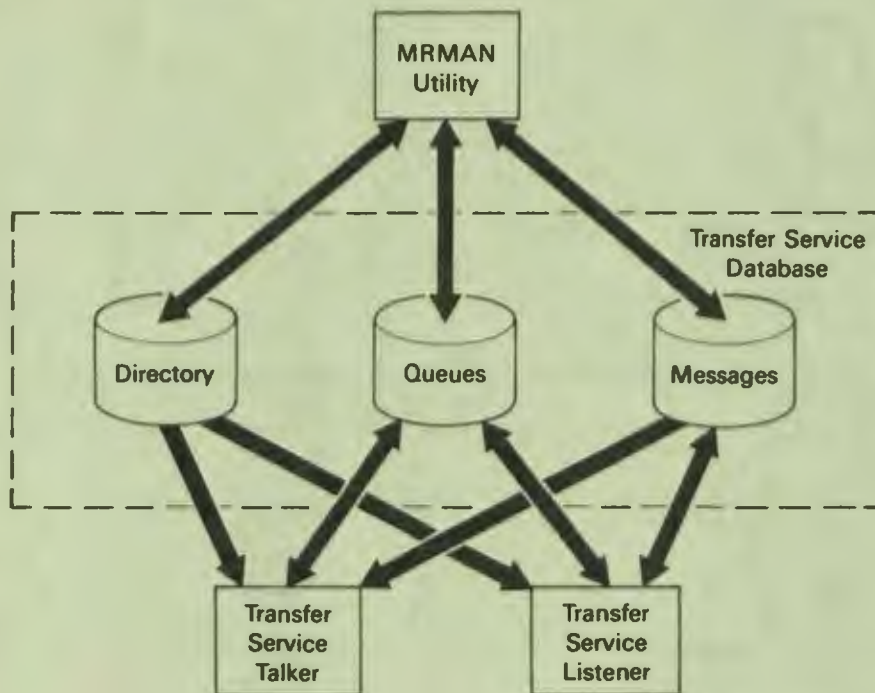 MRMAN
Utility
Transfer Service
Database
Directory
Queues
Messages
Transfer
Service
Talker
Transfer
Service
Listener